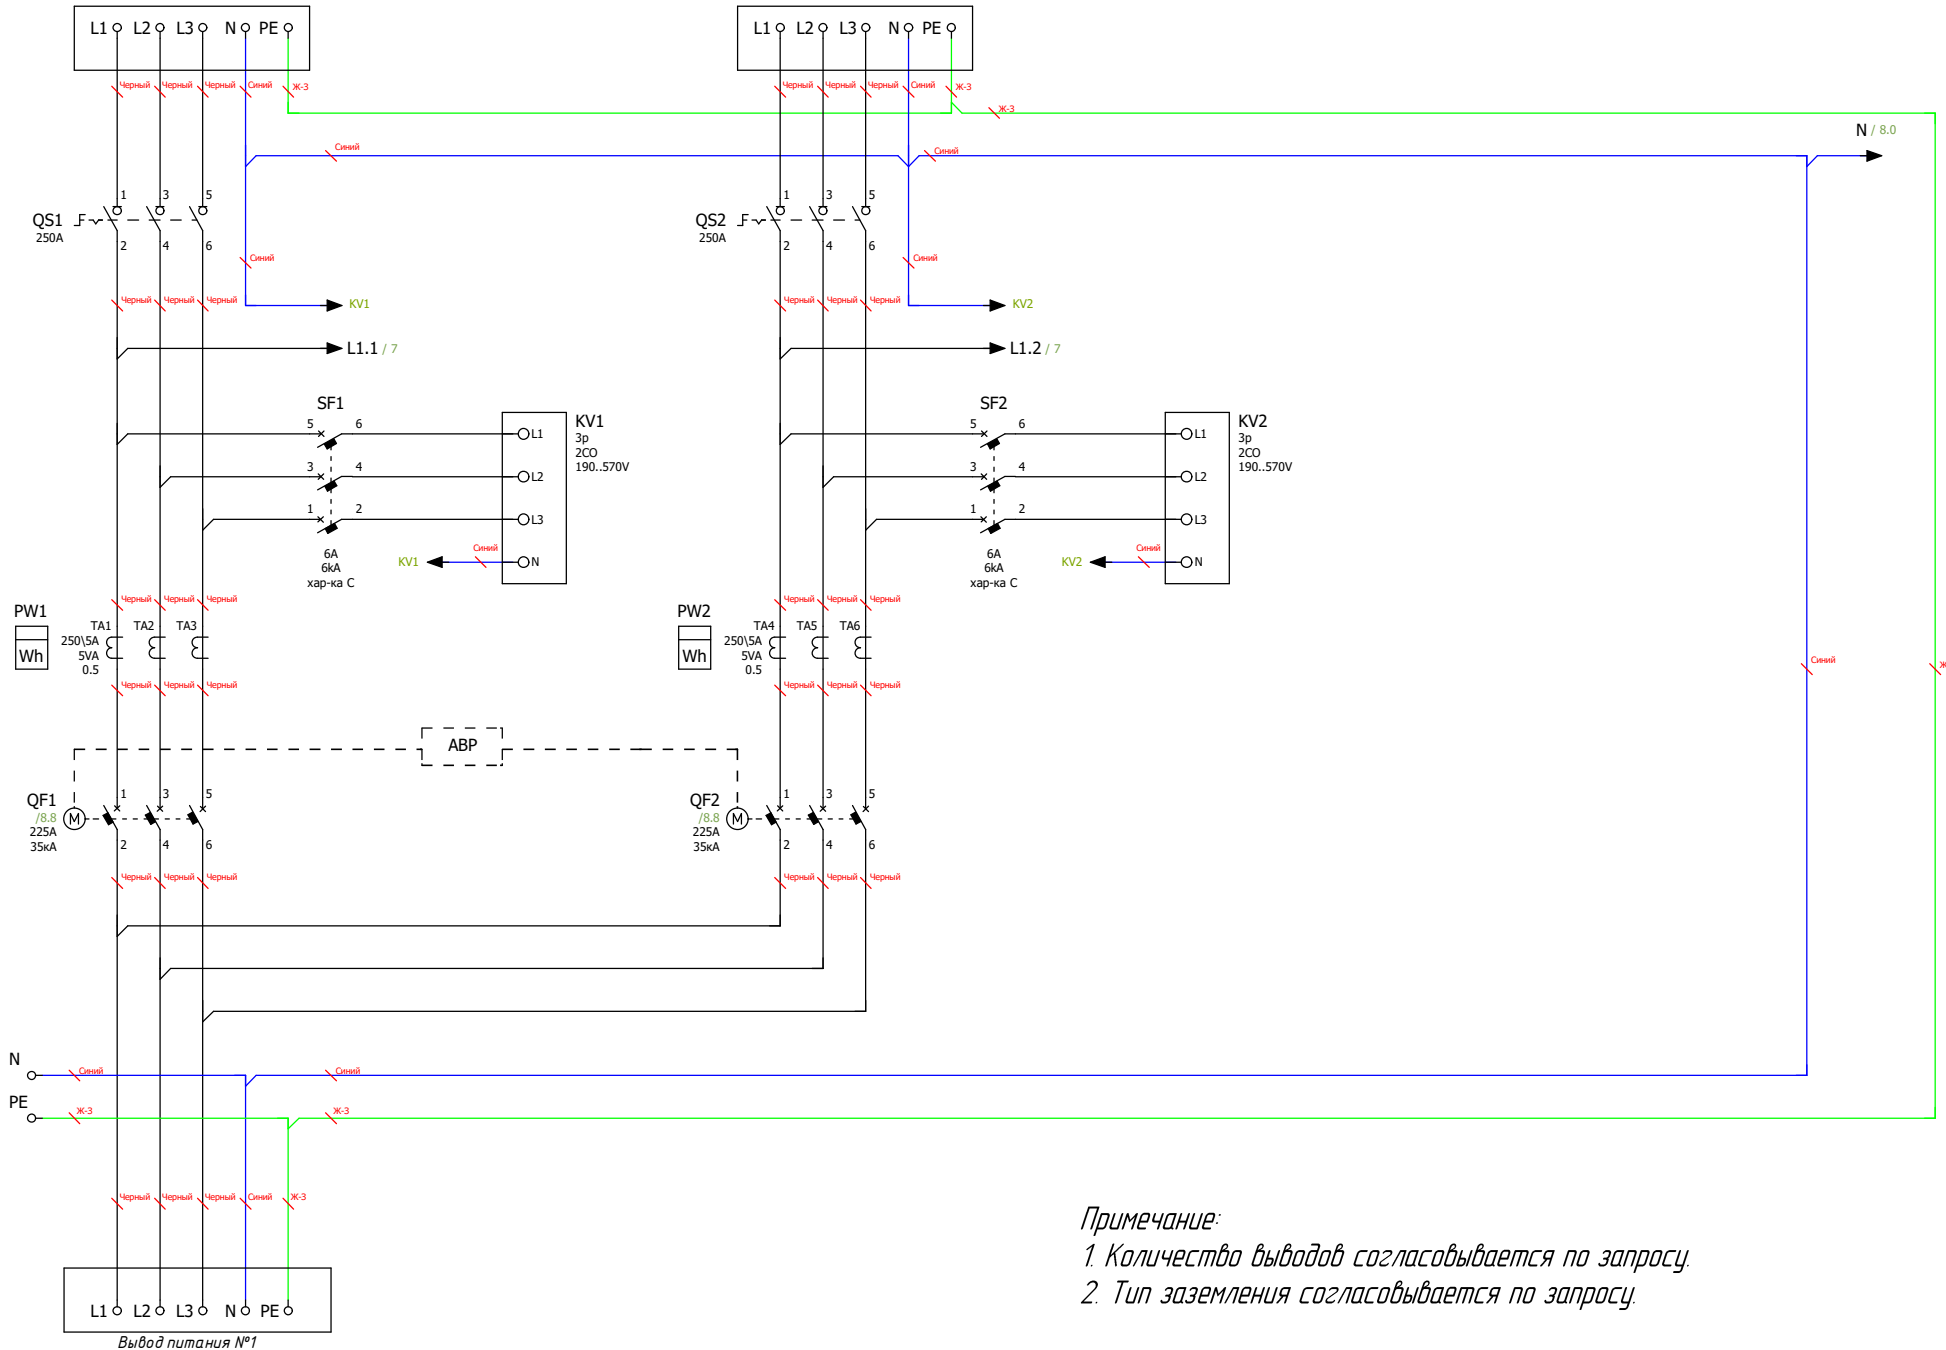 L1 L2 L3 N PE L1 L2 L3 N PE
Черный Черный Черный Синий Ж-З Черный Черный Черный Синий Ж-З
Ж-З
N / 8.0
Синий Синий
1 3 5 1 3 5
QS1 QS2
250A 250A
2 4 6 2 4 6
Синий Синий
Черный Черный Черный KV1 Черный Черный Черный KV2
L1.1 / 7 L1.2 / 7
SF1 SF2
5 6 L1 KV1 5 6 L1 KV2
3p 3p
2CO 2CO
3 4 L2 190..570V 3 4 L2 190..570V
1 2 L3 1 2 L3
Синий Синий
6A 6A
KV1 N KV2 N
6kA 6kA
хар-ка C хар-ка C
Черный Черный Черный Черный Черный Черный
PW1 PW2
TA1 TA2 TA3 TA4 TA5 TA6
250\5A 250\5A
Wh 5VA Wh 5VA
0.5 0.5
Синий Ж
Черный Черный Черный Черный Черный Черный
АВР
1 3 5 1 3 5
QF1 QF2
/8.8 M /8.8 M
225A 225A
35кА 35кА
2 4 6 2 4 6
Черный Черный Черный Черный Черный Черный
N
Синий Синий
PE
Ж-З Ж-З
Черный Черный Черный Синий Ж-З
Примечание:
1. Количество выводов согласовывается по запросу.
2. Тип заземления согласовывается по запросу.
L1 L2 L3 N PE
Вывод питания №1